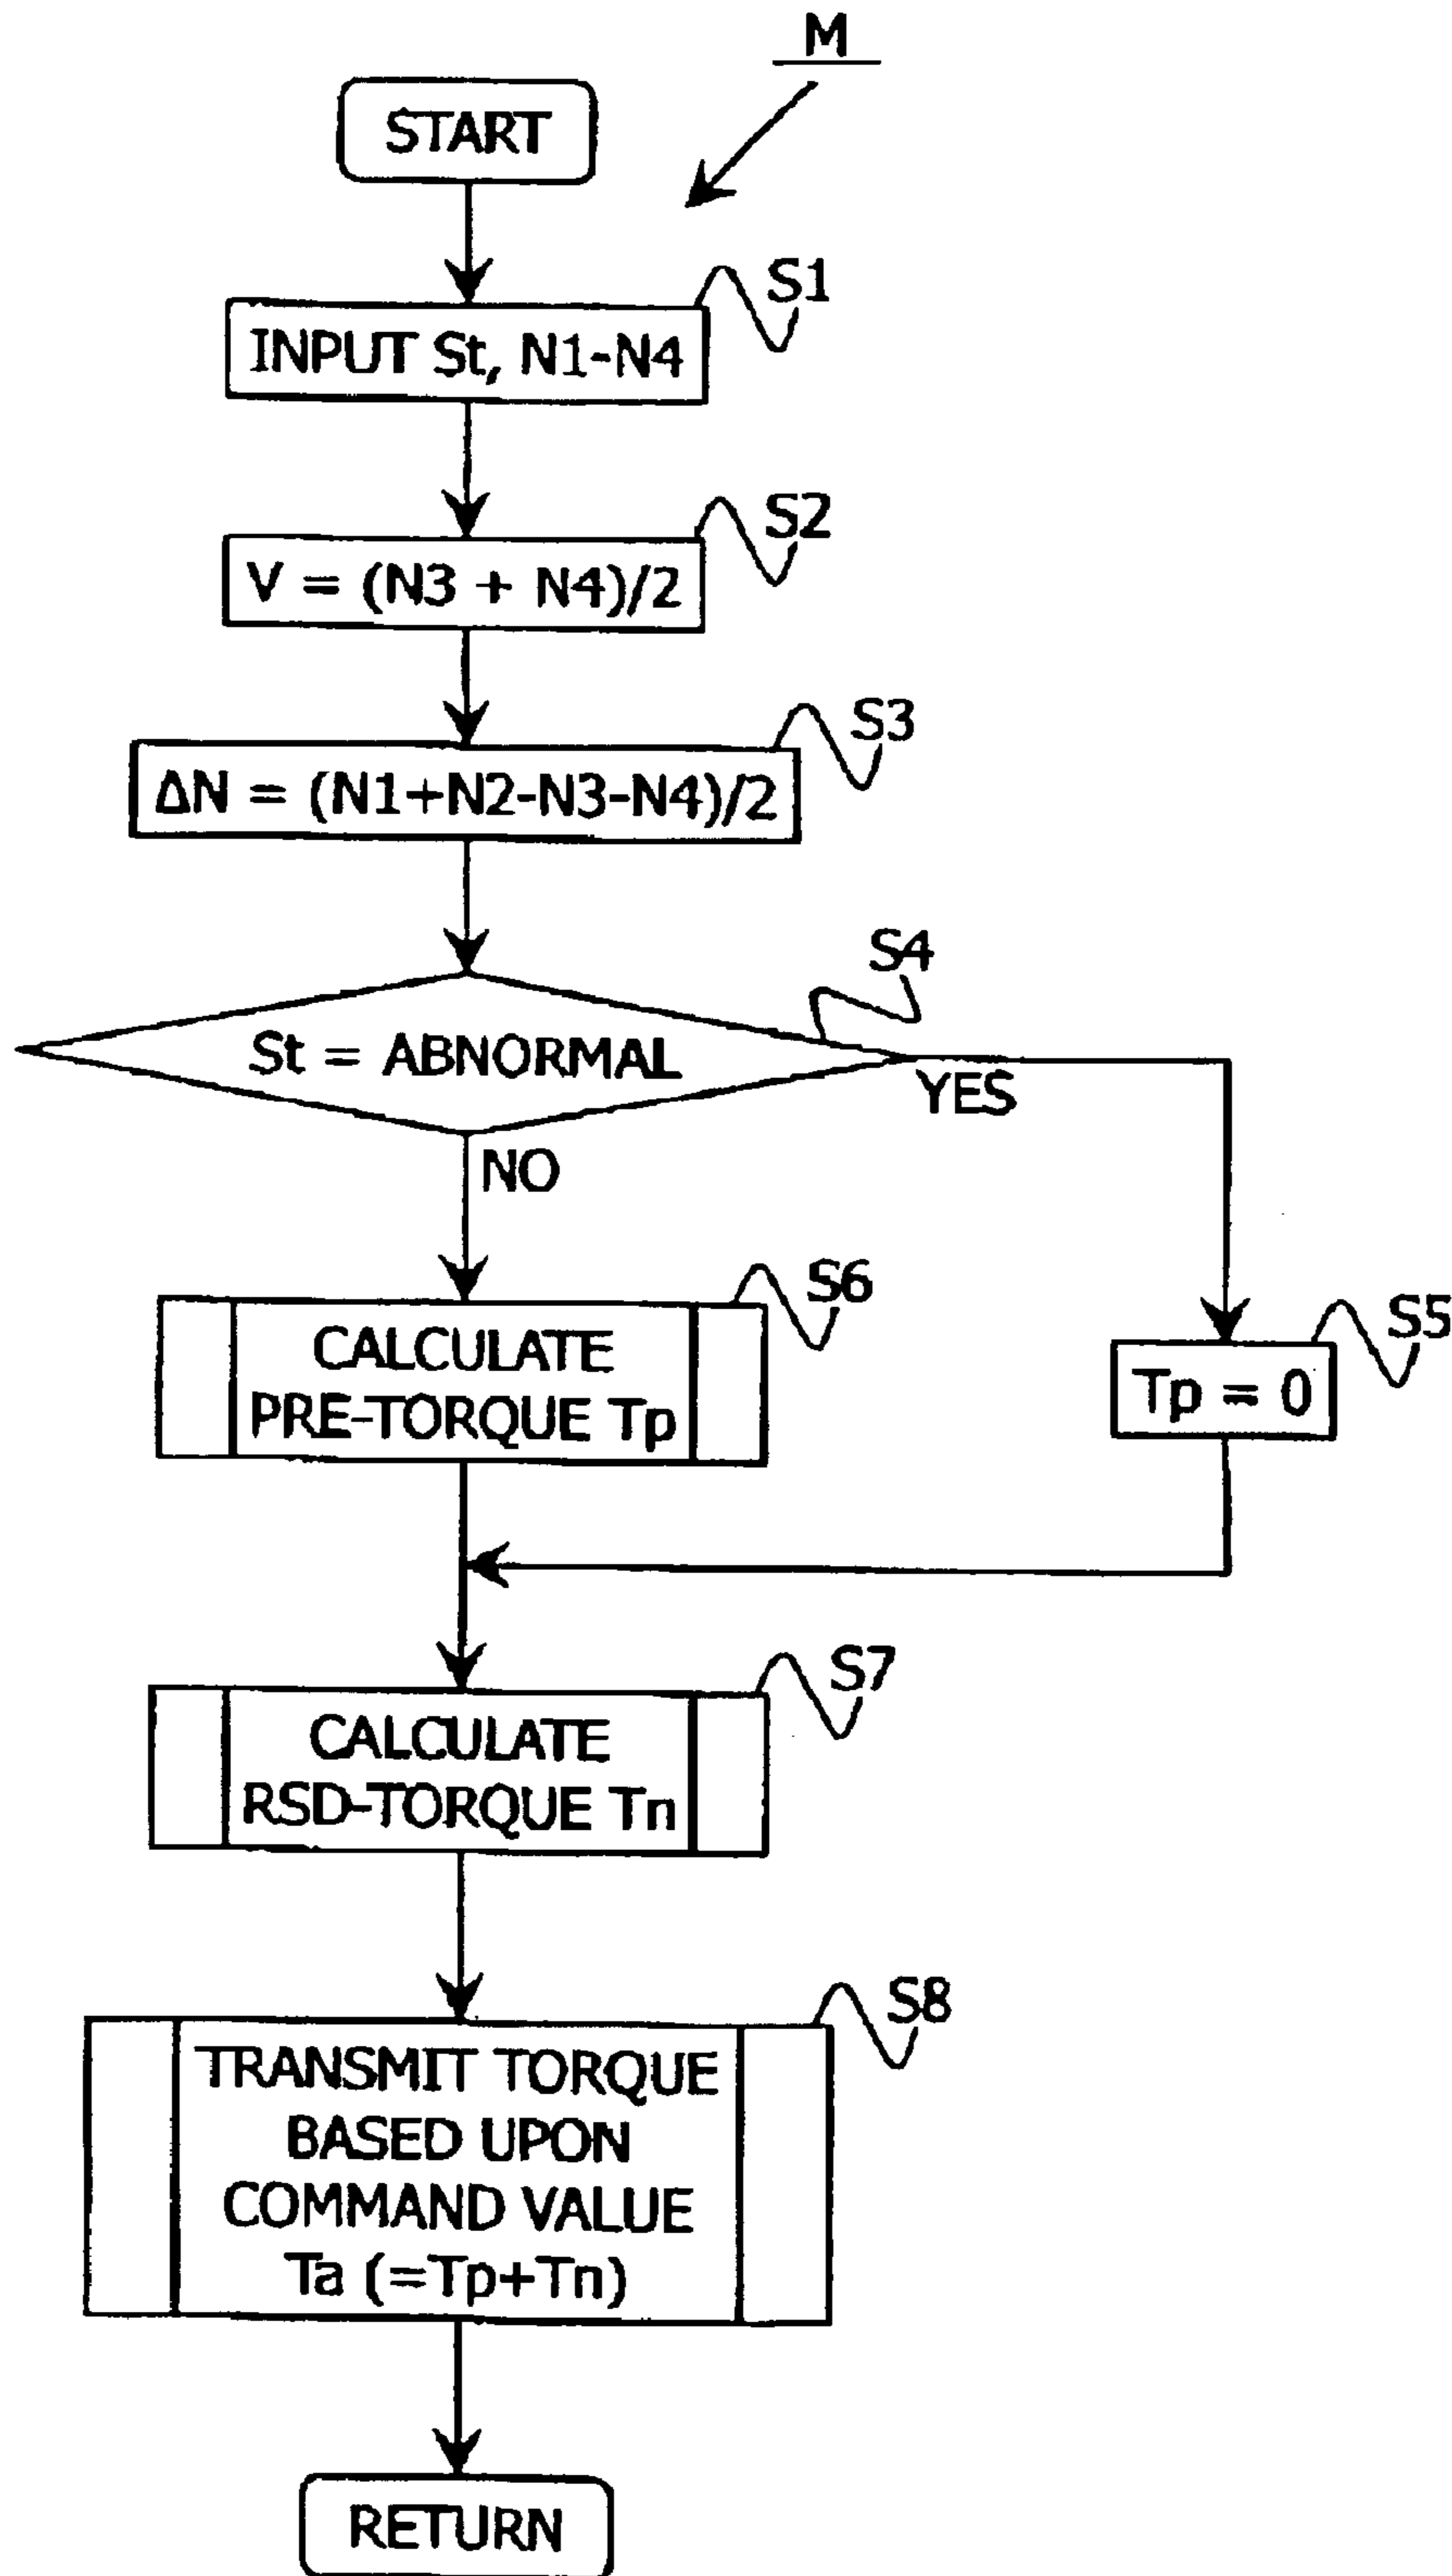 M
START
S1
INPUT St, N1-N4
S2
V = (N3 + N4)/2
S3
ΔN = (N1+N2-N3-N4)/2
S4
St = ABNORMAL
YES
NO
S6
CALCULATE
PRE-TORQUE Tp
S5
Tp = 0
S7
CALCULATE
RSD-TORQUE Tn
S8
TRANSMIT TORQUE
BASED UPON
COMMAND VALUE
Ta (=Tp+Tn)
RETURN